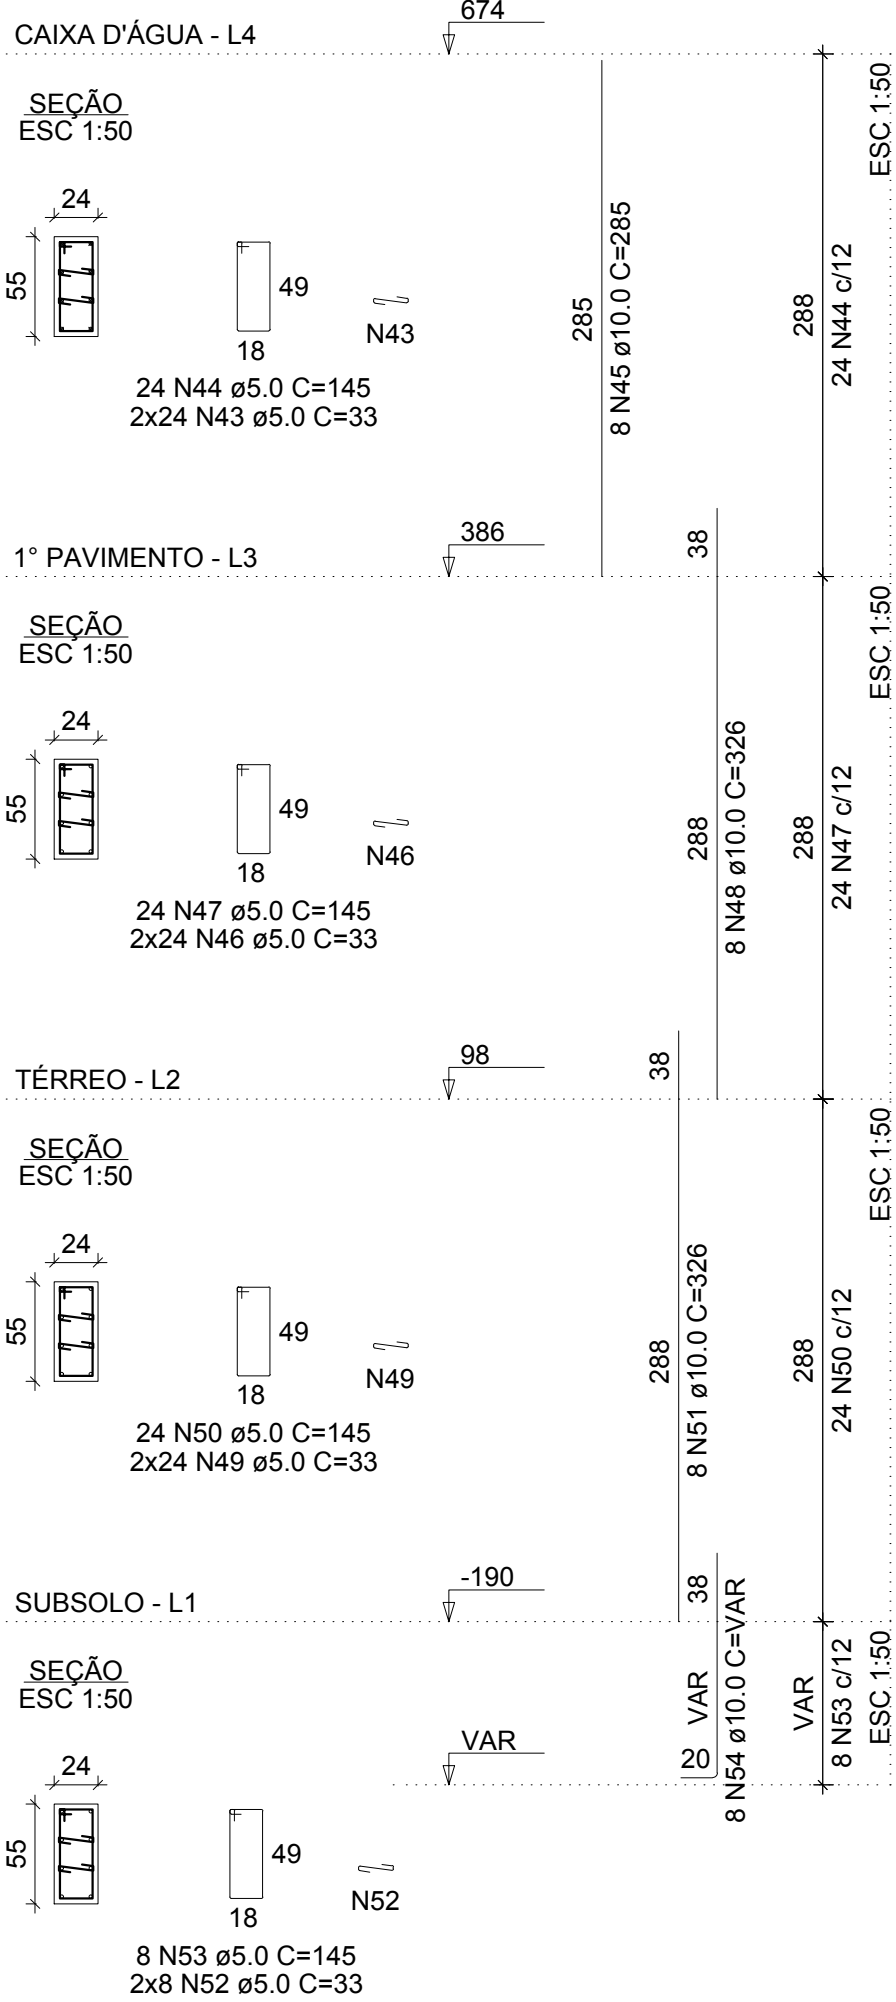 674
CAIXA D'ÁGUA - L4
SEÇÃO
ESC 1:50
ESC 1:50
24
55
49
18
N43
24 N44 ø5.0 C=145
2x24 N43 ø5.0 C=33
285
8 N45 ø10.0 C=285
288
24 N44 c/12
386
1° PAVIMENTO - L3
38
SEÇÃO
ESC 1:50
ESC 1:50
24
55
49
18
N46
24 N47 ø5.0 C=145
2x24 N46 ø5.0 C=33
288
8 N48 ø10.0 C=326
288
24 N47 c/12
98
TÉRREO - L2
38
SEÇÃO
ESC 1:50
ESC 1:50
24
55
49
18
N49
24 N50 ø5.0 C=145
2x24 N49 ø5.0 C=33
288
8 N51 ø10.0 C=326
288
24 N50 c/12
-190
SUBSOLO - L1
38
SEÇÃO
ESC 1:50
VAR
20
8 N54 ø10.0 C=VAR
VAR
8 N53 c/12
ESC 1:50
VAR
24
55
49
18
N52
8 N53 ø5.0 C=145
2x8 N52 ø5.0 C=33